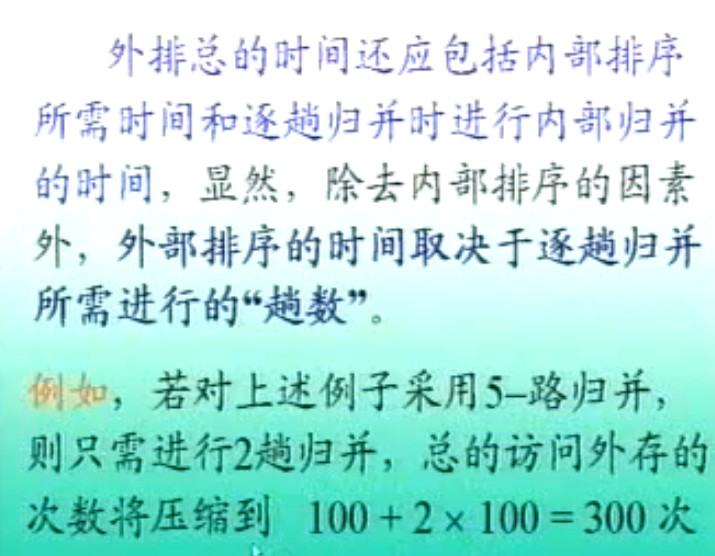 外排总的时间还应包括内部排序
所需时间和逐趟归并时进行内部归并
的时间，显然，除去内部排序的因素
外，外部排序的时间取决于逐趟归并
所需进行的“趟数”。
例如，若对上述例子采用5–路归并，
则只需进行2趟归并，总的访问外存的
次数将压缩到 100 + 2 × 100 = 300 次